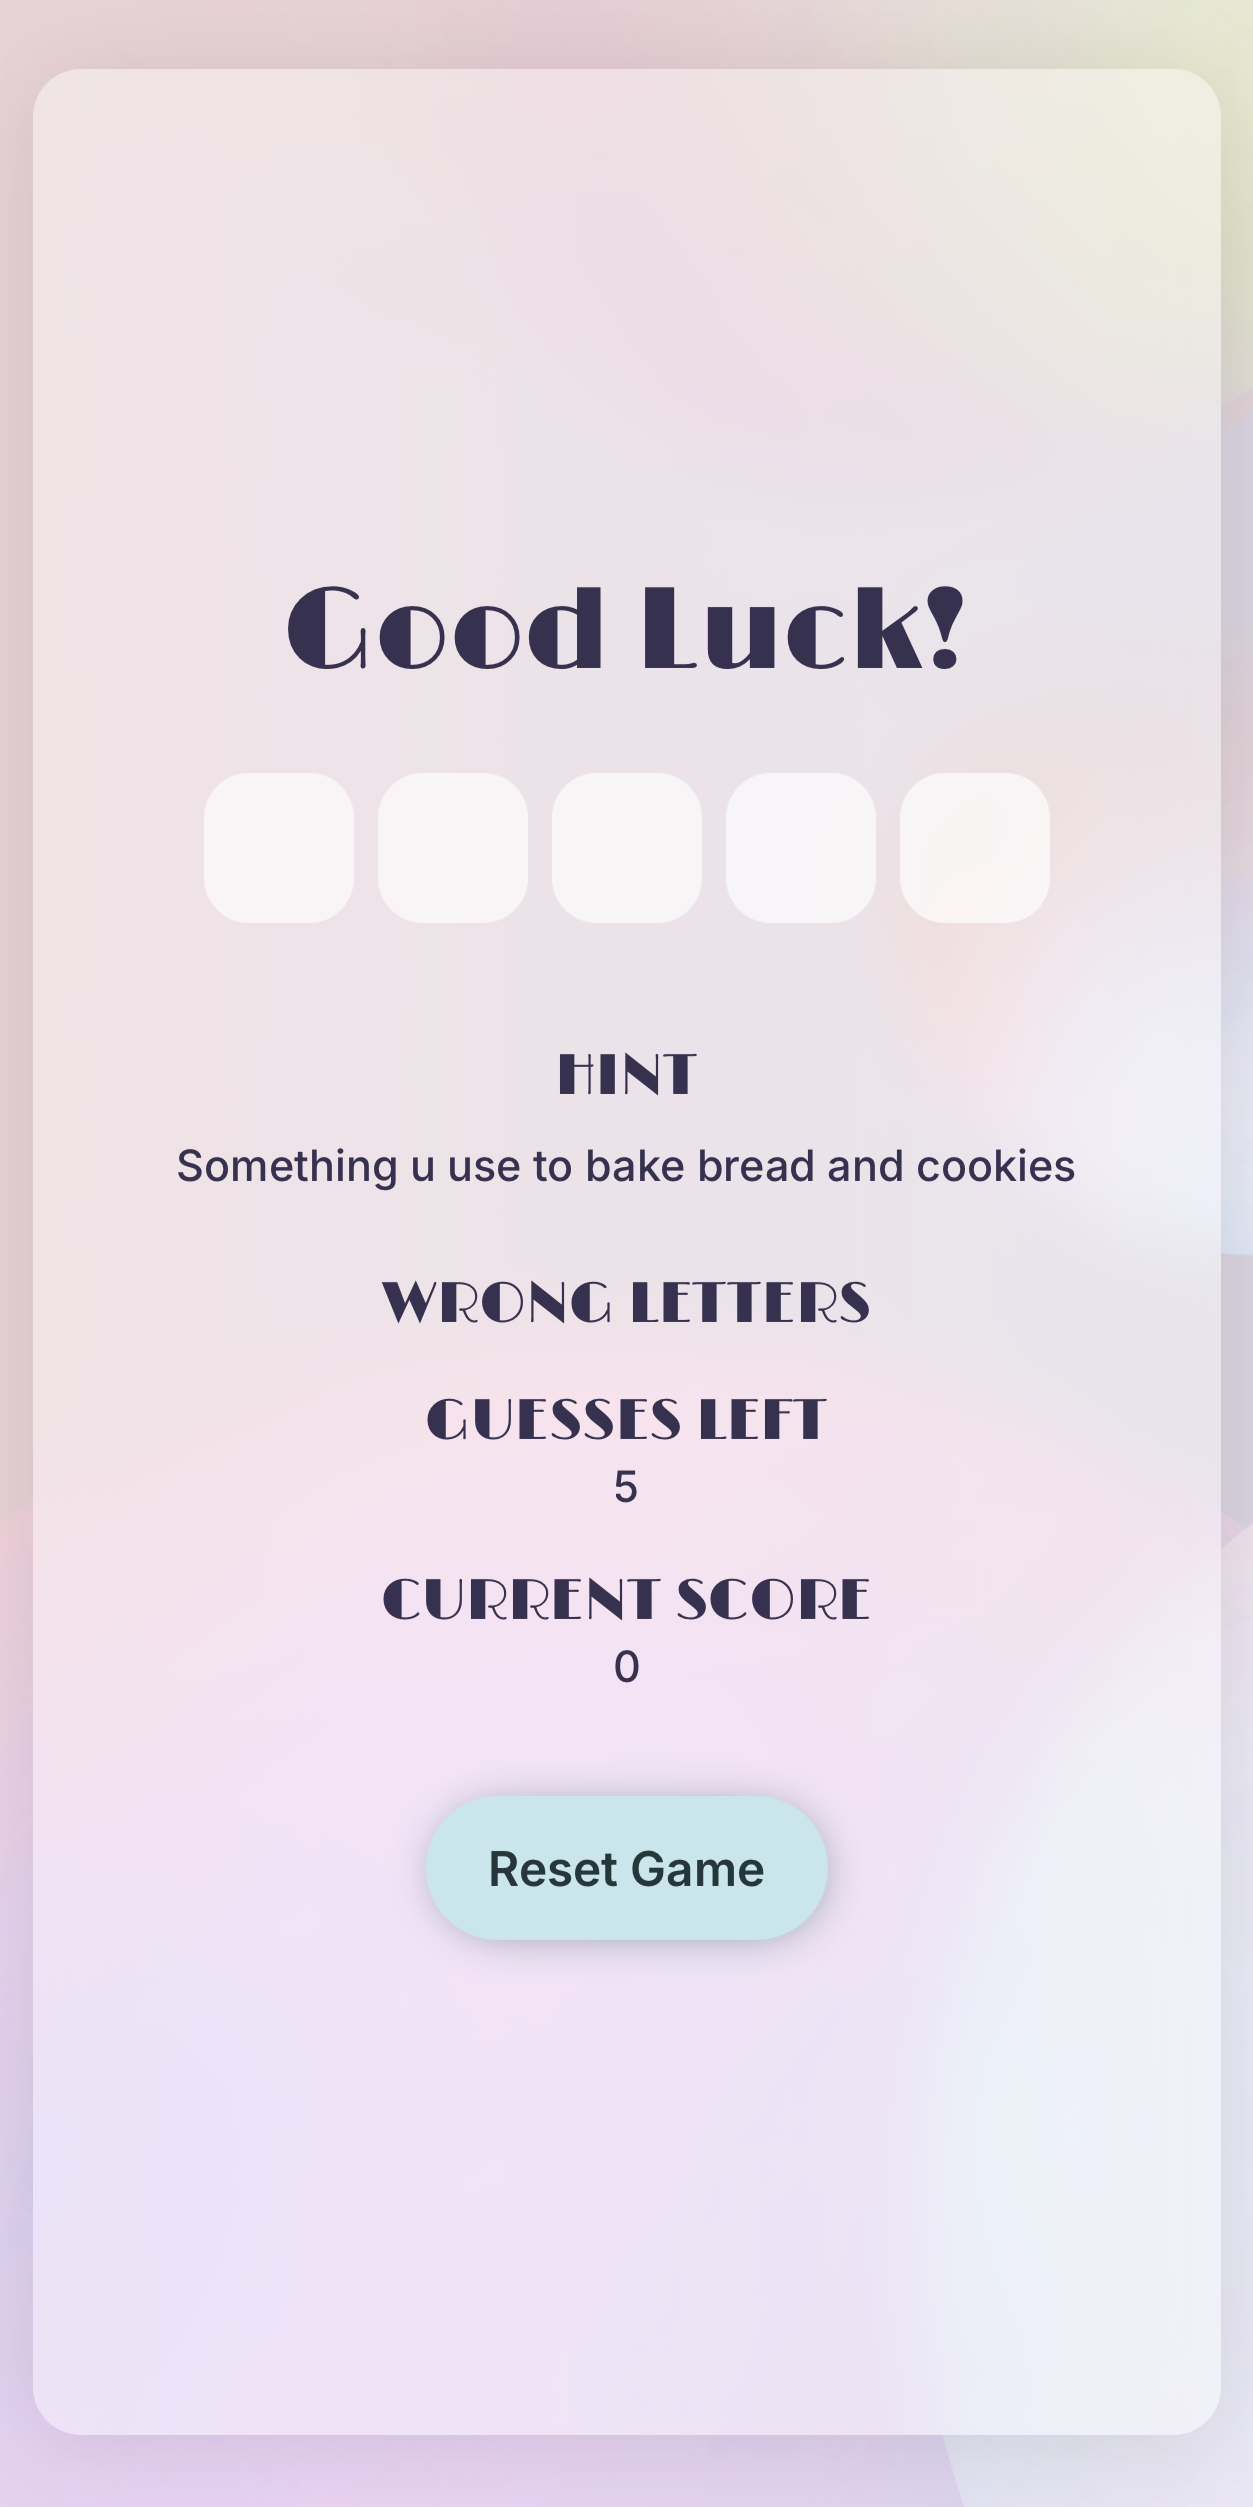 Good Luck!
HINT
Something u use to bake bread and cookies
WRONG LETTERS
GUESSES LEFT
5
CURRENT SCORE
0
Reset Game